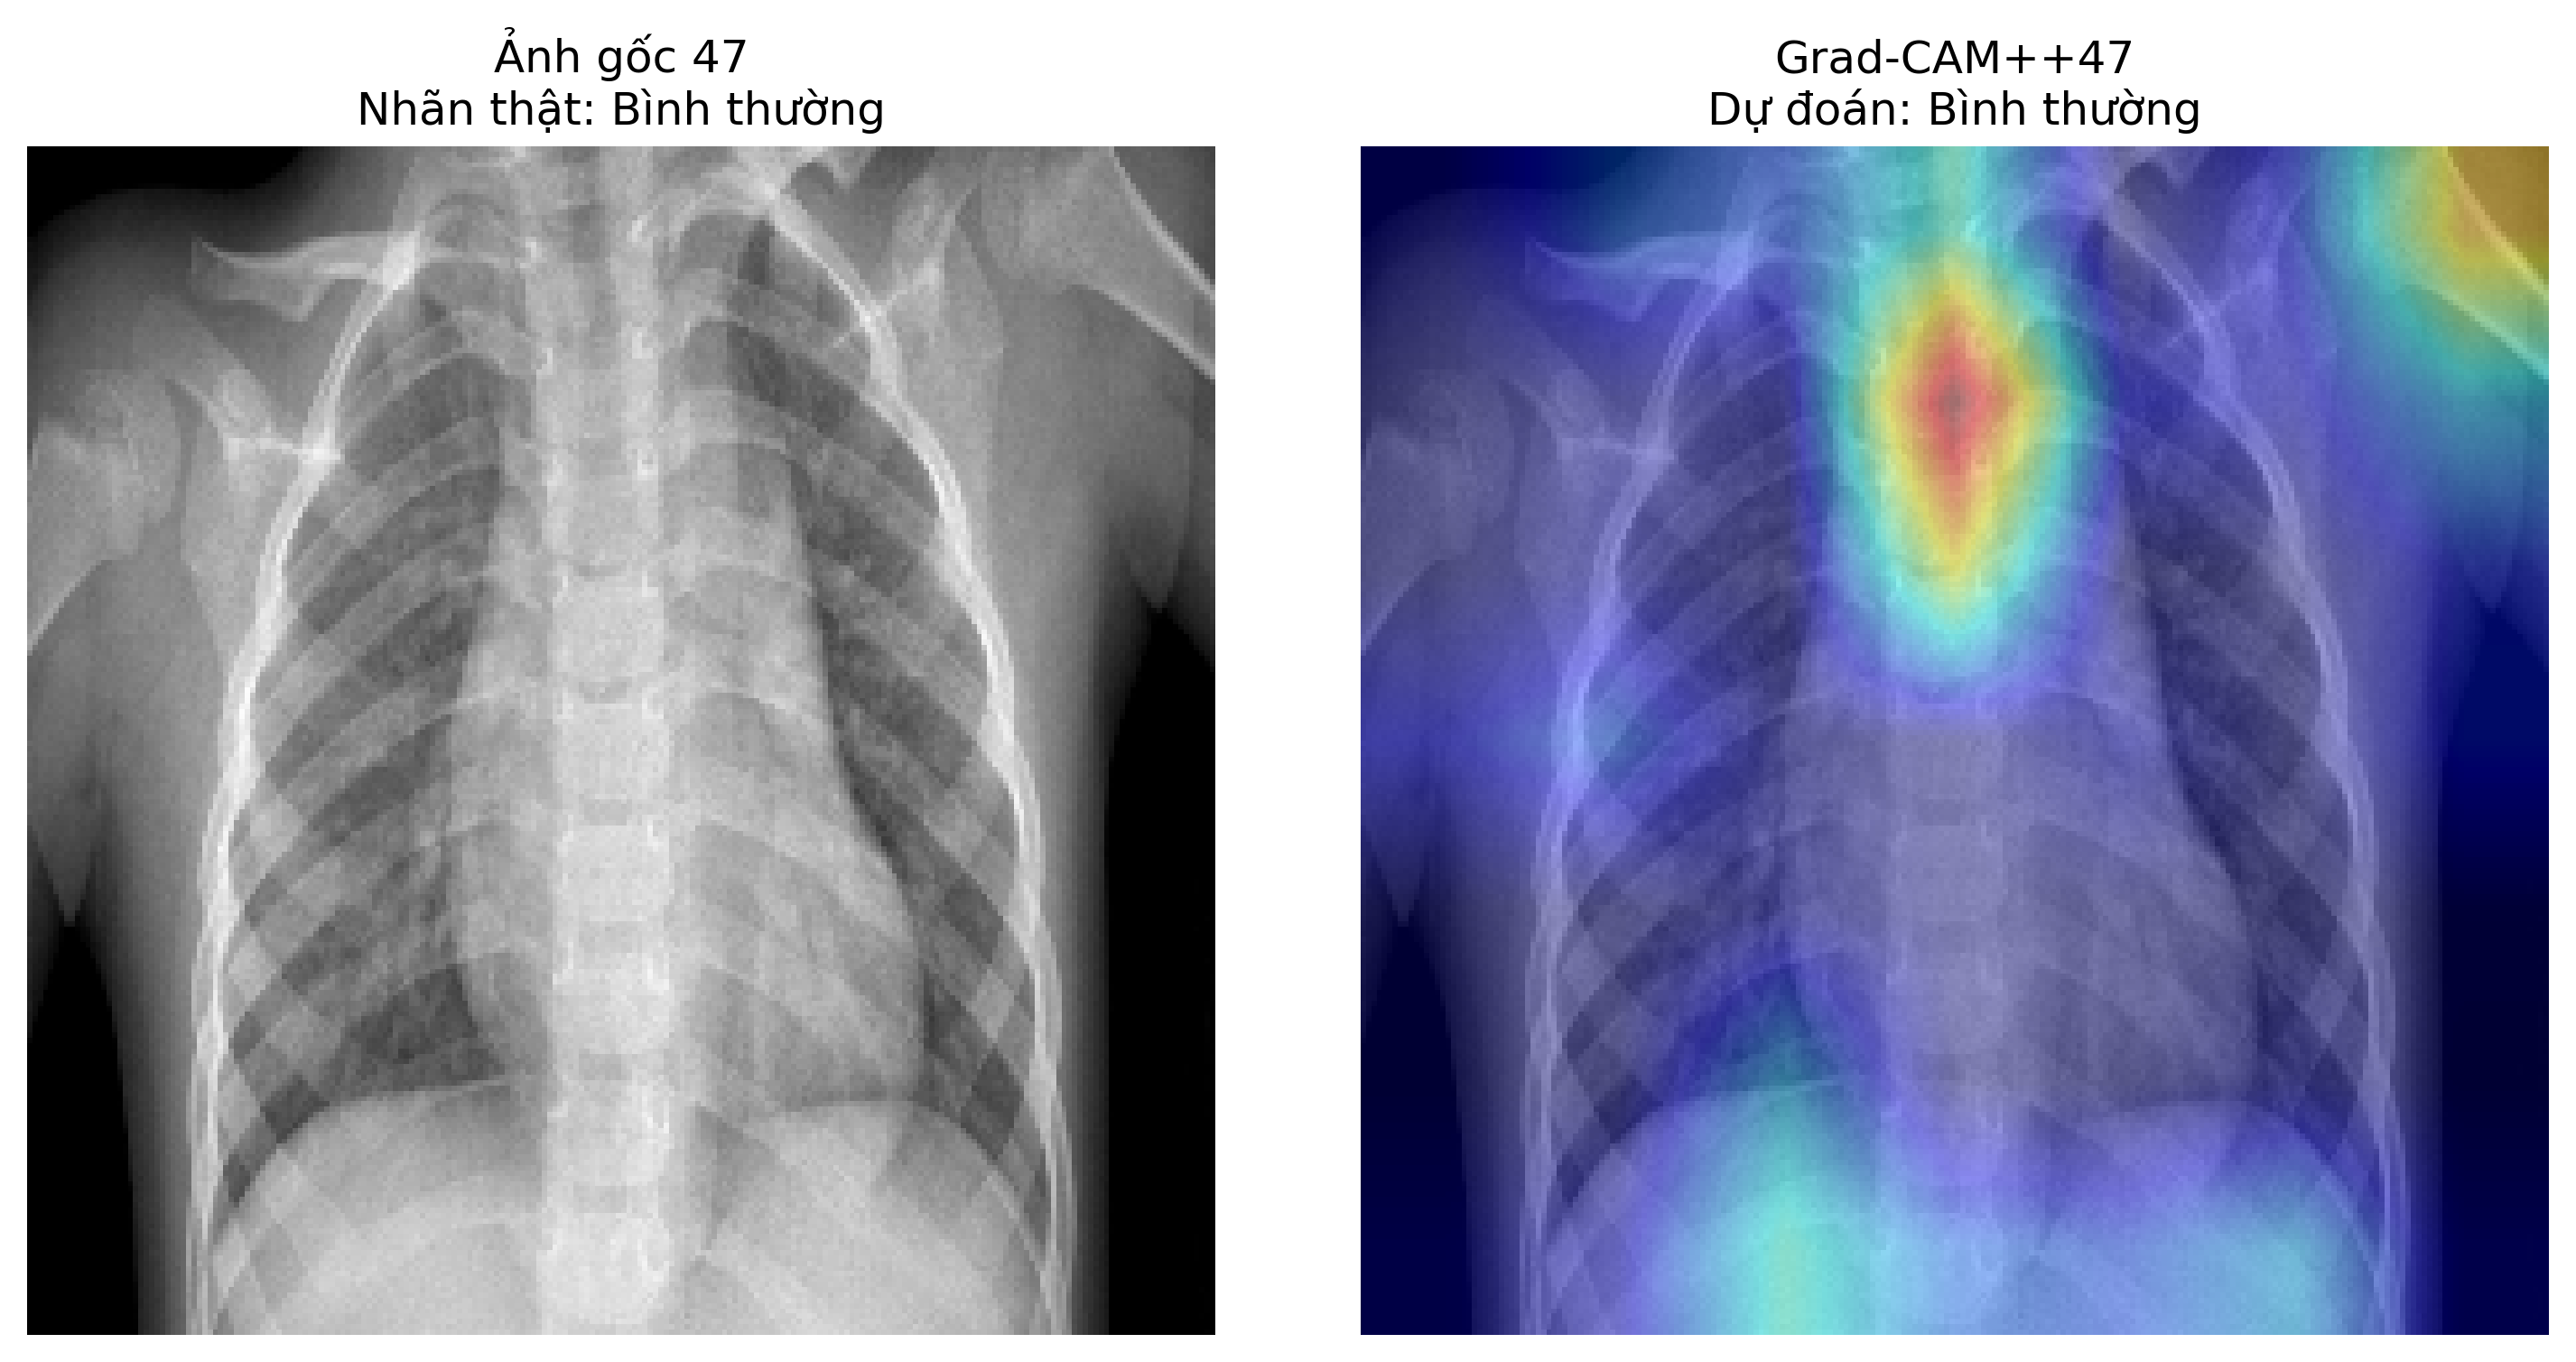 Ảnh gốc 47
Nhãn thật: Bình thường
Grad-CAM++47
Dự đoán: Bình thường